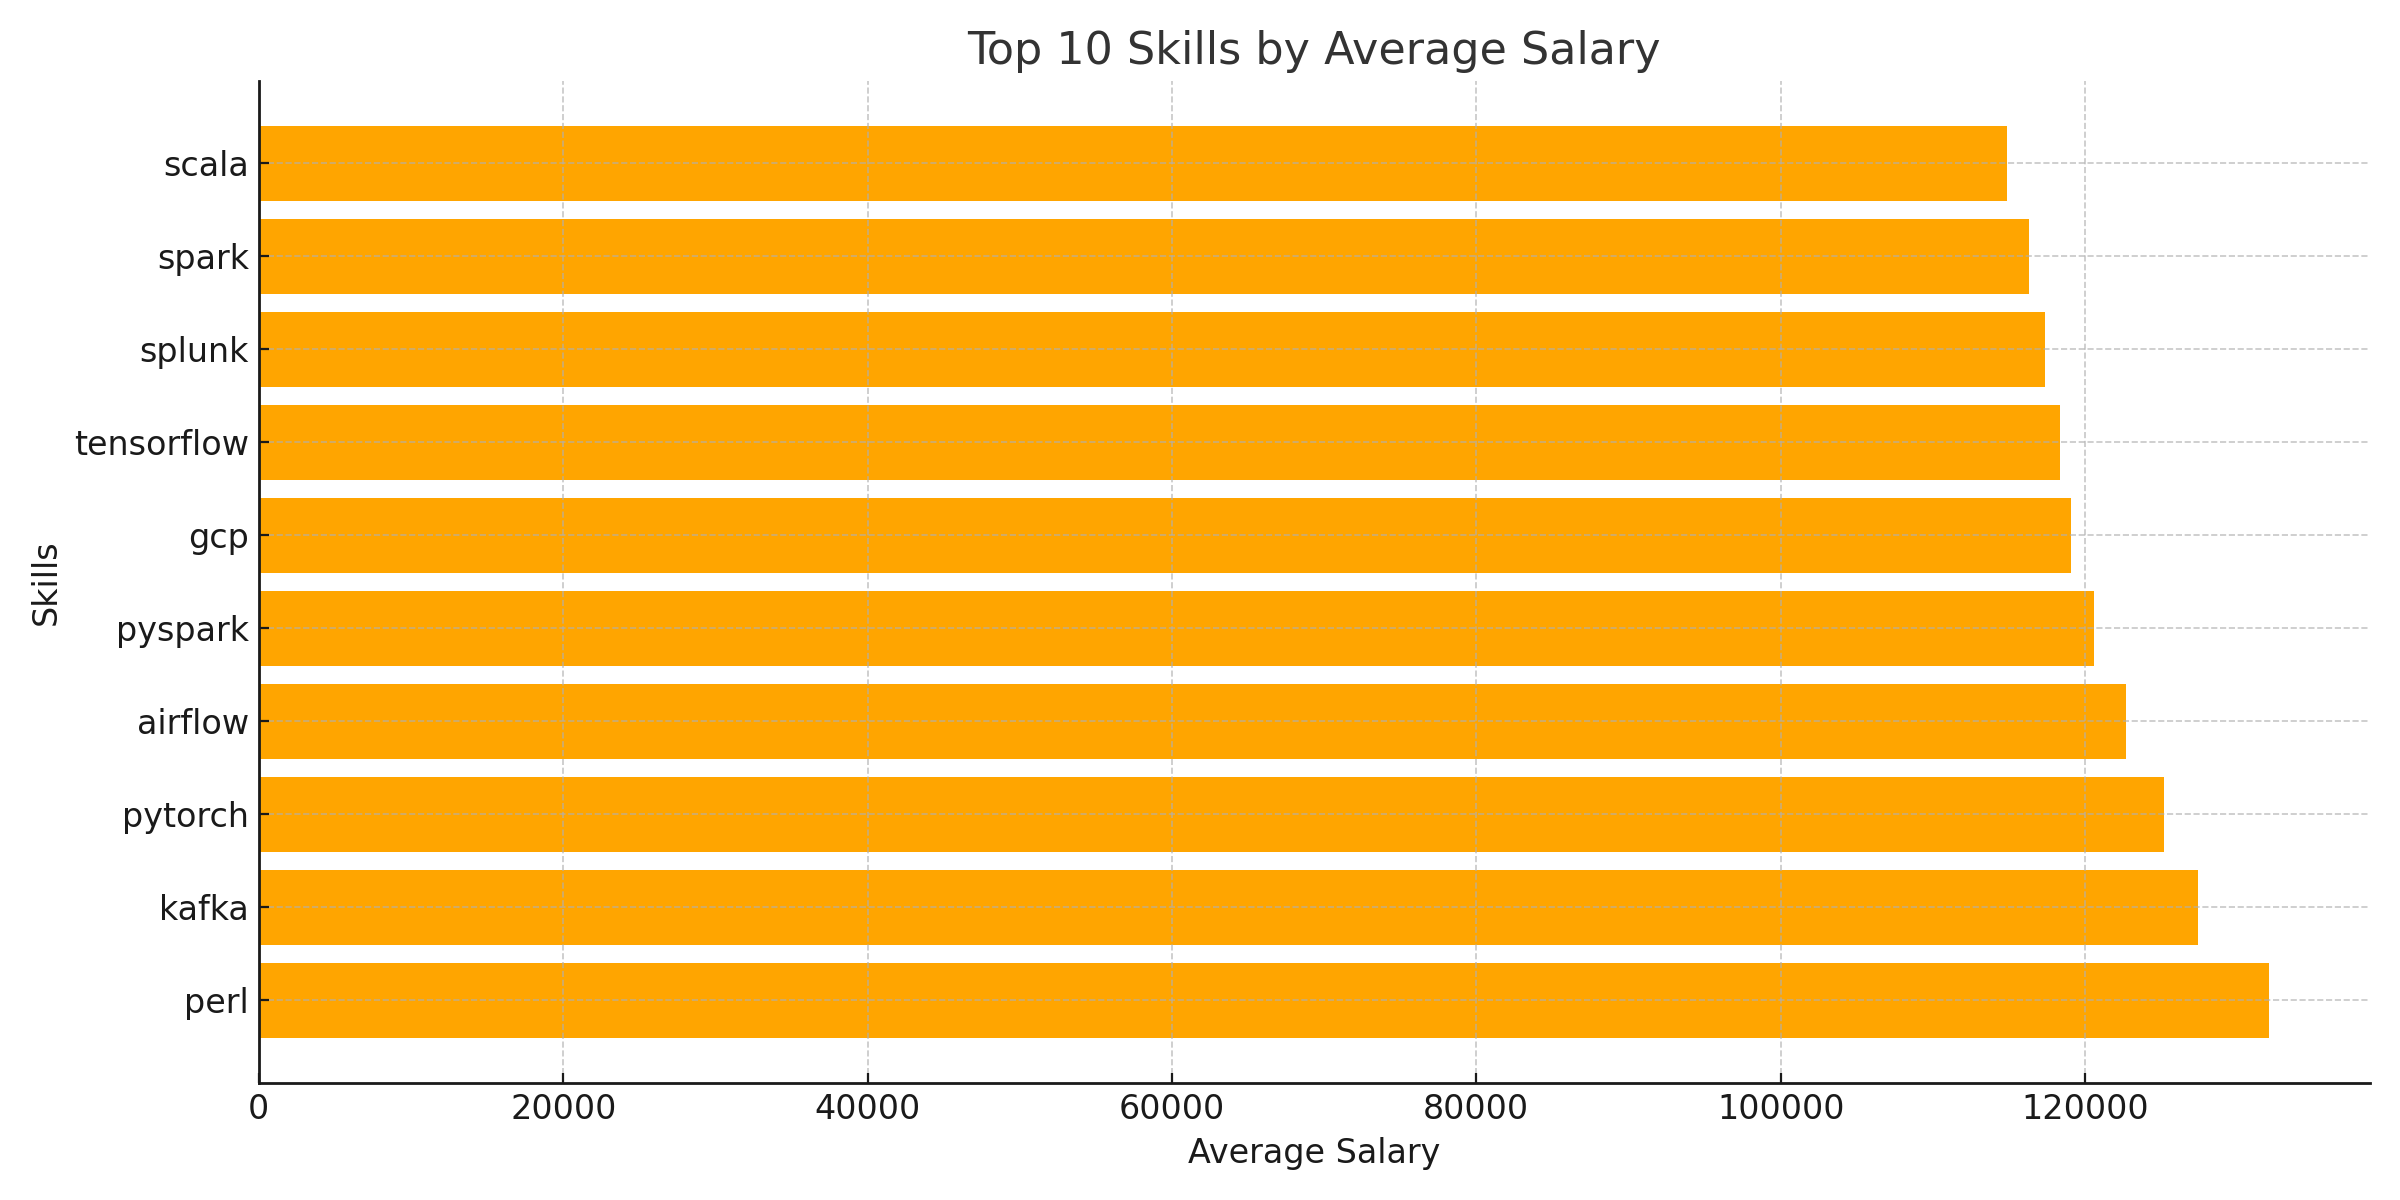 Top 10 Skills by Average Salary
scala
spark
splunk
tensorflow
gcp
pyspark
airflow
pytorch
kafka
perl
Skills
0 20000 40000 60000 80000 100000 120000
Average Salary